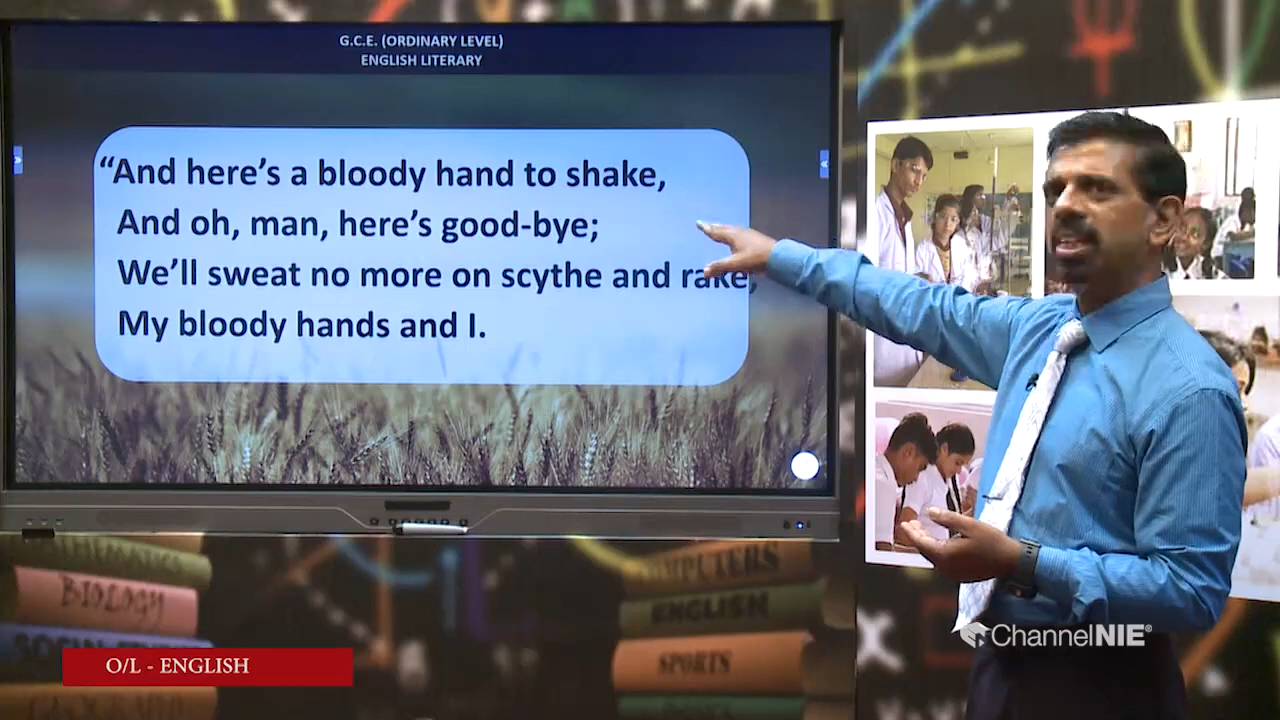 G.C.E. (ORDINARY LEVEL)
ENGLISH LITERARY
“And here’s a bloody hand to shake,
And oh, man, here’s good-bye;
We’ll sweat no more on scythe and rake,
My bloody hands and I.
MATHEMATICS
BIOLOGY
COMPUTERS
ENGLISH
SPORTS
O/L - ENGLISH
ChannelNIE®